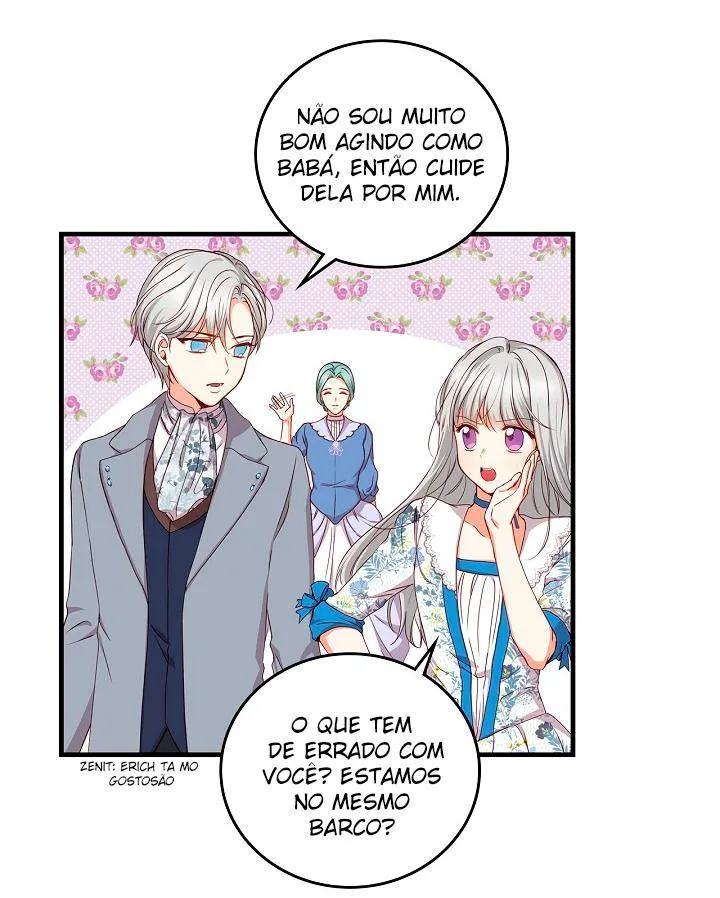 NÃO SOU MUITO
BOM AGINDO COMO
BABÁ, ENTÃO CUIDE
DELA POR MIM.
O QUE TEM
DE ERRADO COM
VOCÊ? ESTAMOS
NO MESMO
BARCO?
ZENIT: ERICH TA MO
GOSTOSÃO